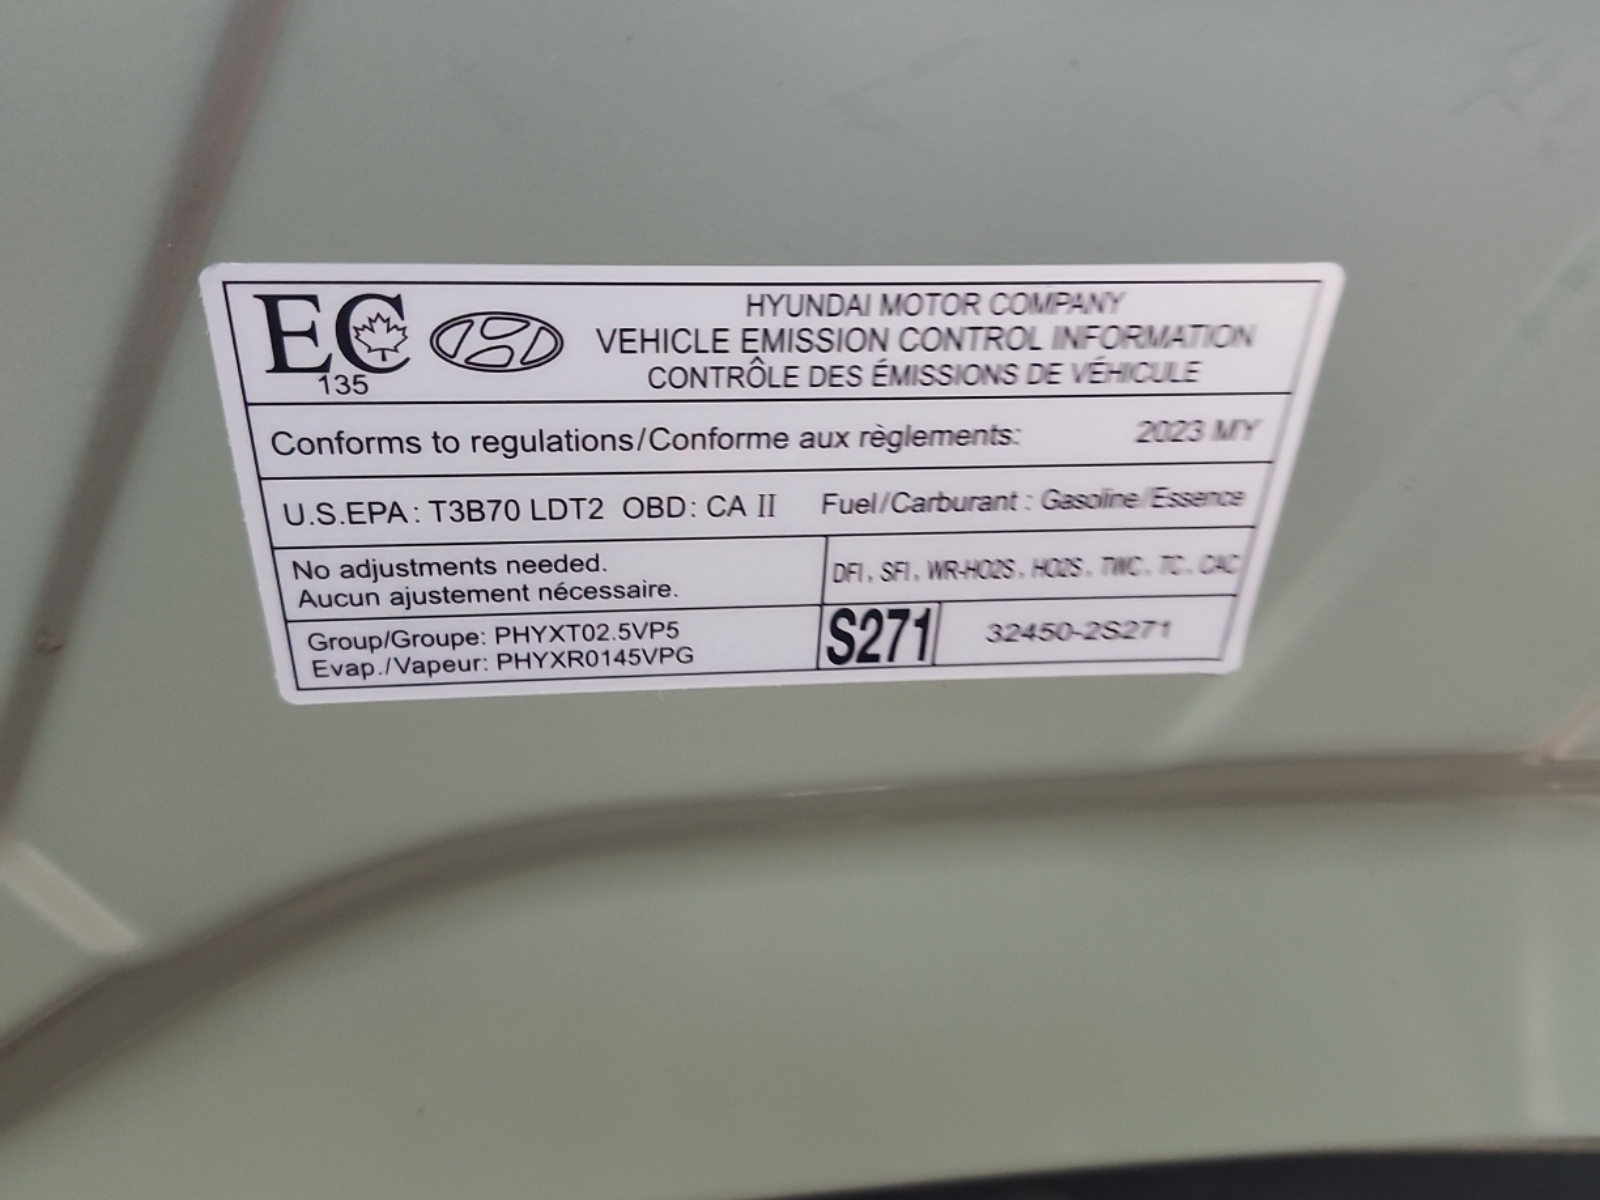 EC
135
HYUNDAI MOTOR COMPANY
VEHICLE EMISSION CONTROL INFORMATION
CONTRÔLE DES ÉMISSIONS DE VÉHICULE
Conforms to regulations/Conforme aux règlements: 2023 MY
U.S.EPA: T3B70 LDT2 OBD: CA II Fuel/Carburant : Gasoline/Essence
No adjustments needed.
Aucun ajustement nécessaire.
DFI, SFI, WR-HO2S, HO2S, TWC, TC, CAC
Group/Groupe: PHYXT02.5VP5
Evap./Vapeur: PHYXR0145VPG
S271
32450-2S271